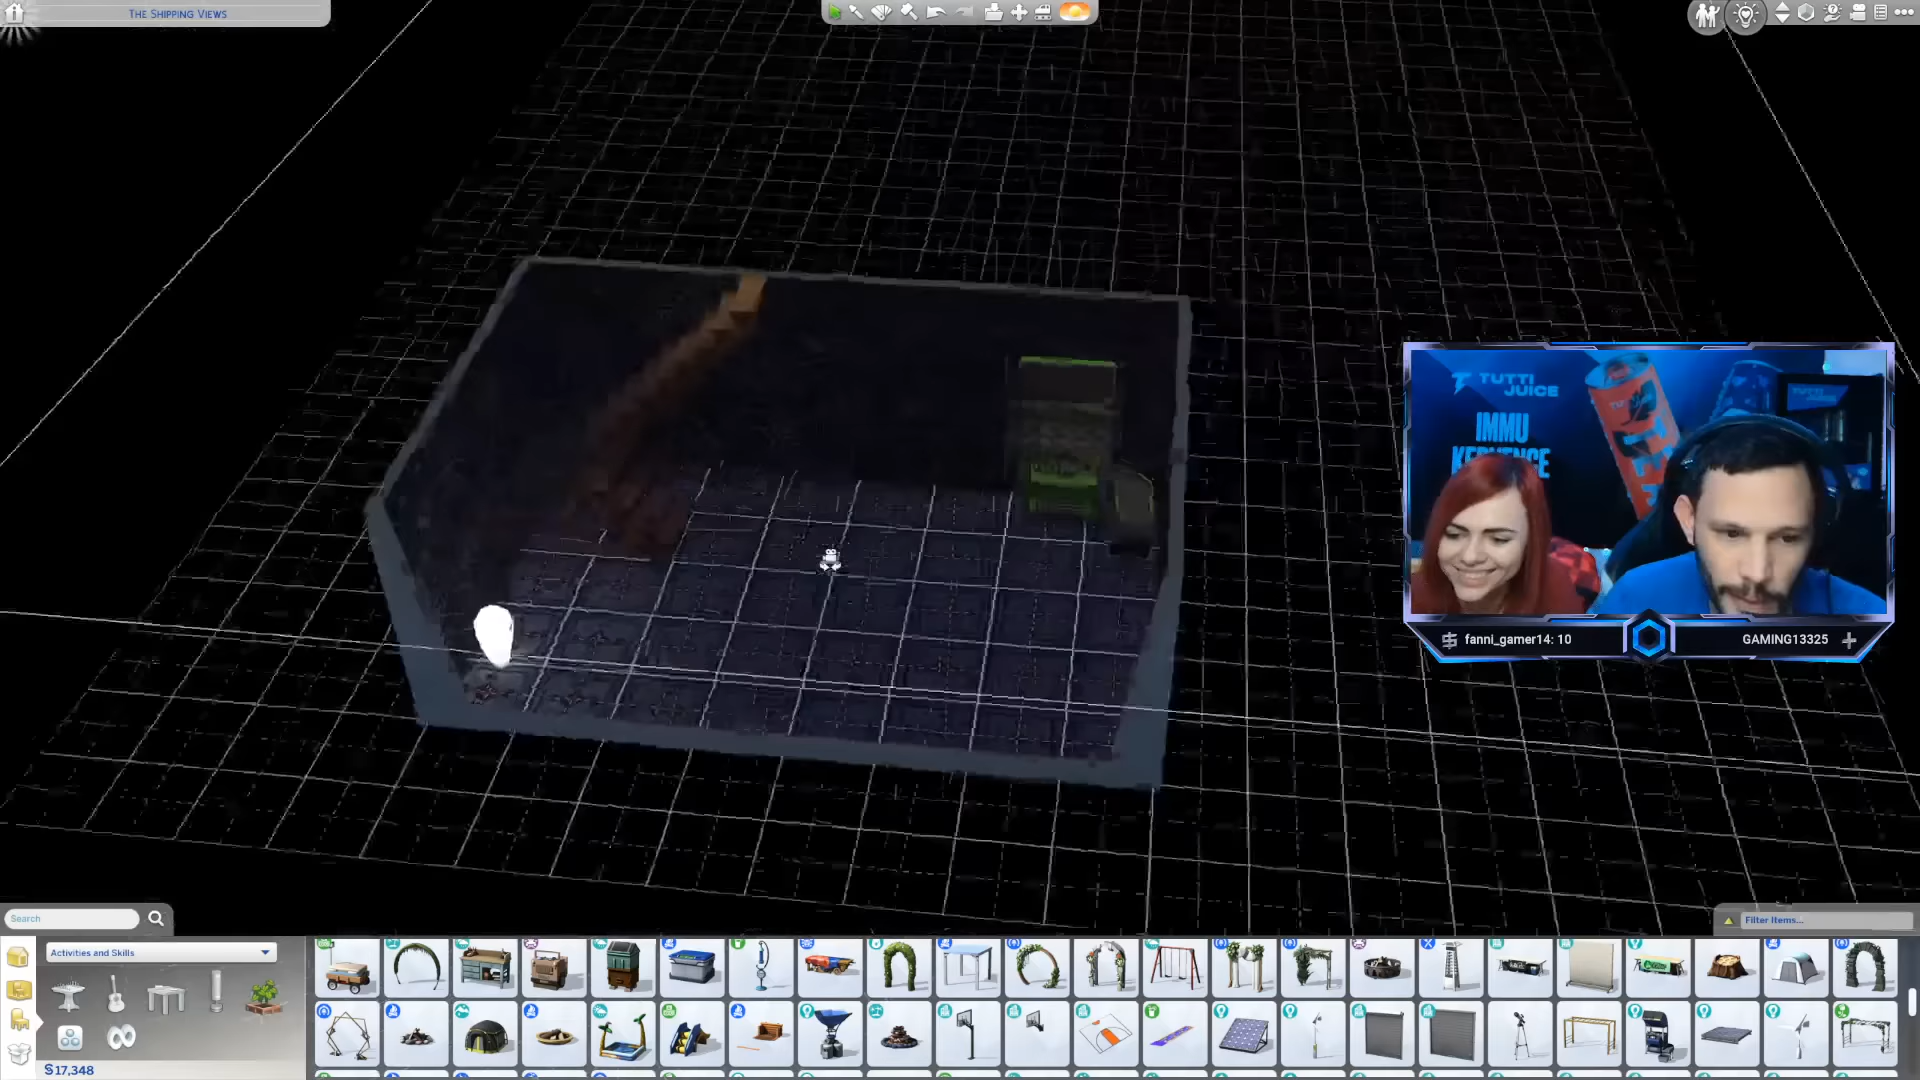 THE SHIPPING VIEWS
TUTTI
JUICE
IMMU
fanni_gamer14: 10
GAMING13325
Search
Filter Items...
Activities and Skills
§17,348